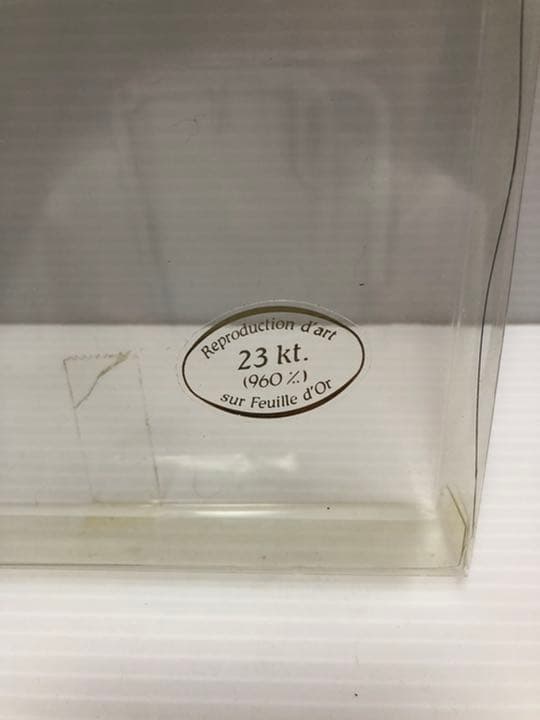 Reproduction d'art
23 kt.
(960 ‰)
sur Feuille d'Or